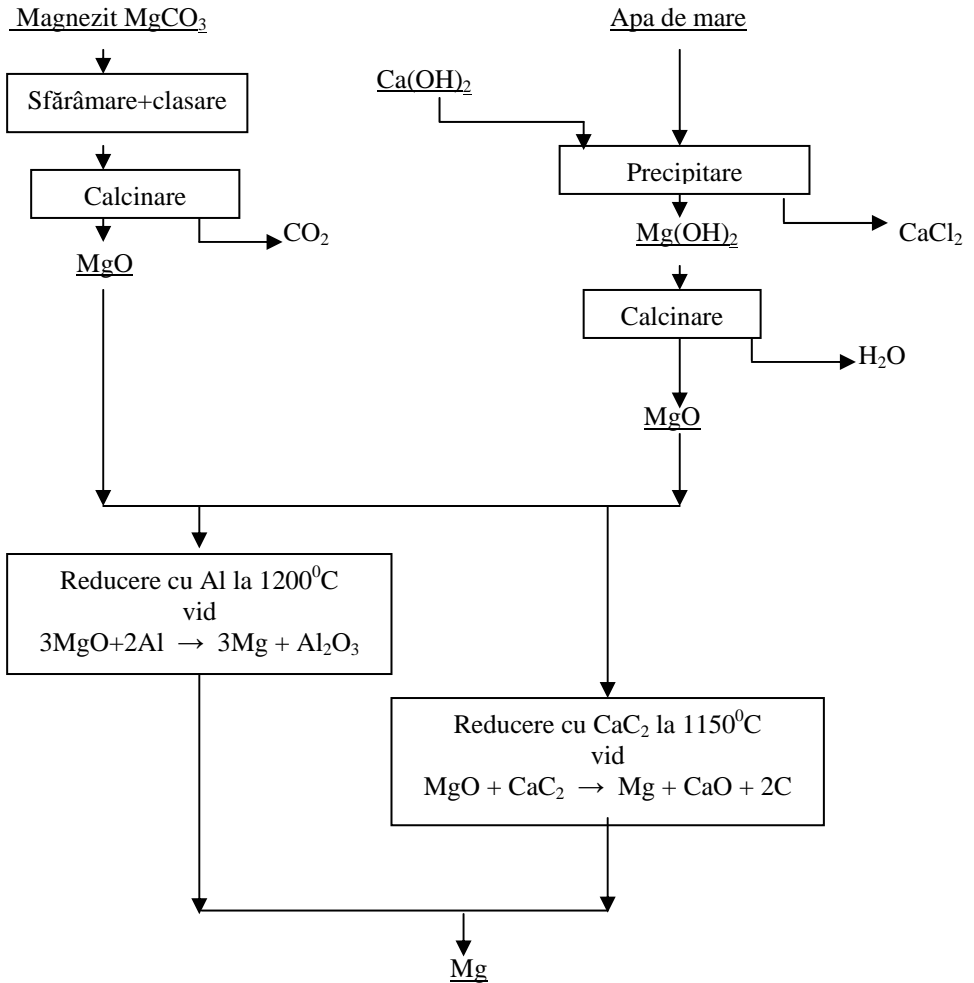 Magnezit MgCO₃
Sfărâmare+clasare
Calcinare
CO₂
MgO
Apa de mare
Ca(OH)₂
Precipitare
CaCl₂
Mg(OH)₂
Calcinare
H₂O
MgO
Reducere cu Al la 1200⁰C
vid
3MgO+2Al → 3Mg + Al₂O₃
Reducere cu CaC₂ la 1150⁰C
vid
MgO + CaC₂ → Mg + CaO + 2C
Mg